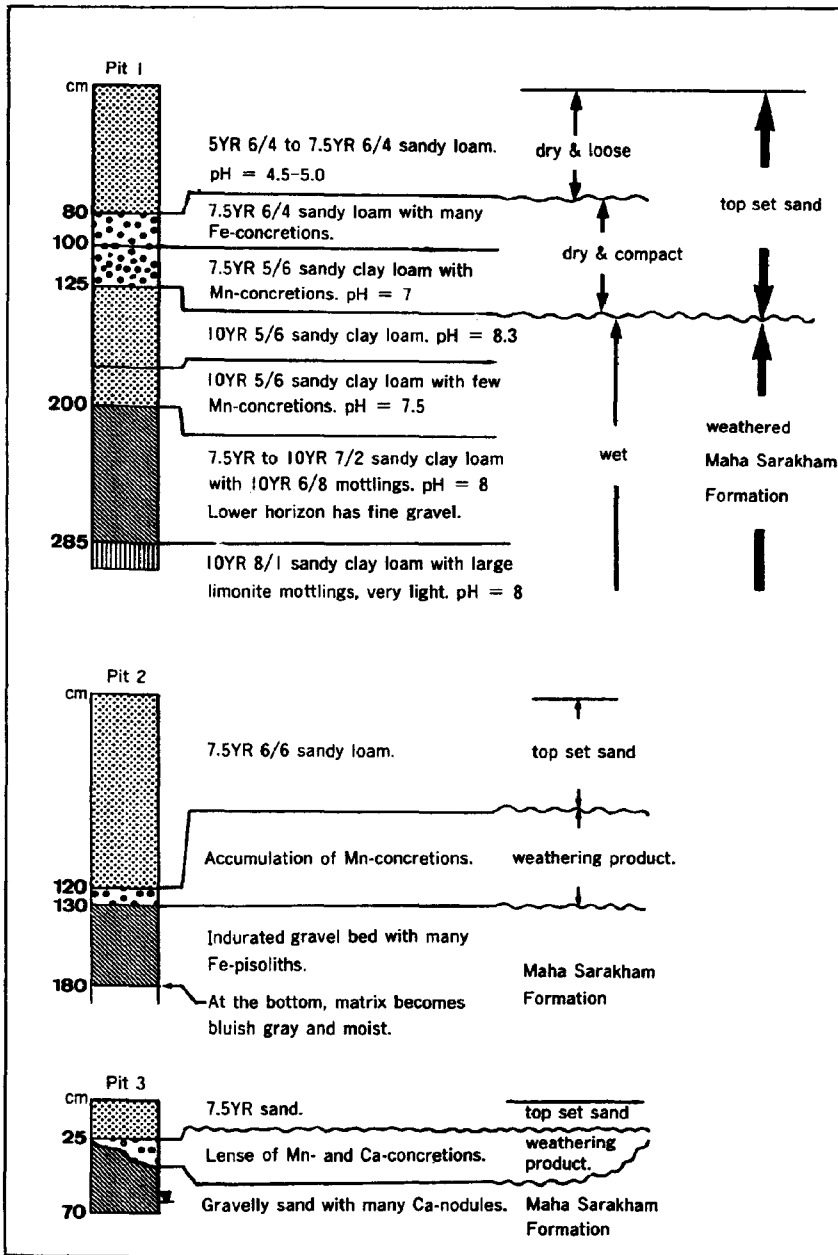 Pit 1
cm
5YR 6/4 to 7.5YR 6/4 sandy loam.
pH = 4.5-5.0
dry & loose
top set sand
80
7.5YR 6/4 sandy loam with many
Fe-concretions.
100
dry & compact
7.5YR 5/6 sandy clay loam with
Mn-concretions. pH = 7
125
10YR 5/6 sandy clay loam. pH = 8.3
10YR 5/6 sandy clay loam with few
Mn-concretions. pH = 7.5
200
weathered
Maha Sarakham
Formation
wet
7.5YR to 10YR 7/2 sandy clay loam
with 10YR 6/8 mottlings. pH = 8
Lower horizon has fine gravel.
285
10YR 8/1 sandy clay loam with large
limonite mottlings, very light. pH = 8
Pit 2
cm
7.5YR 6/6 sandy loam.
top set sand
Accumulation of Mn-concretions.
weathering product.
120
130
Indurated gravel bed with many
Fe-pisoliths.
Maha Sarakham
Formation
180
At the bottom, matrix becomes
bluish gray and moist.
Pit 3
cm
7.5YR sand.
top set sand
25
Lense of Mn- and Ca-concretions.
weathering
product.
Gravelly sand with many Ca-nodules.
Maha Sarakham
Formation
70